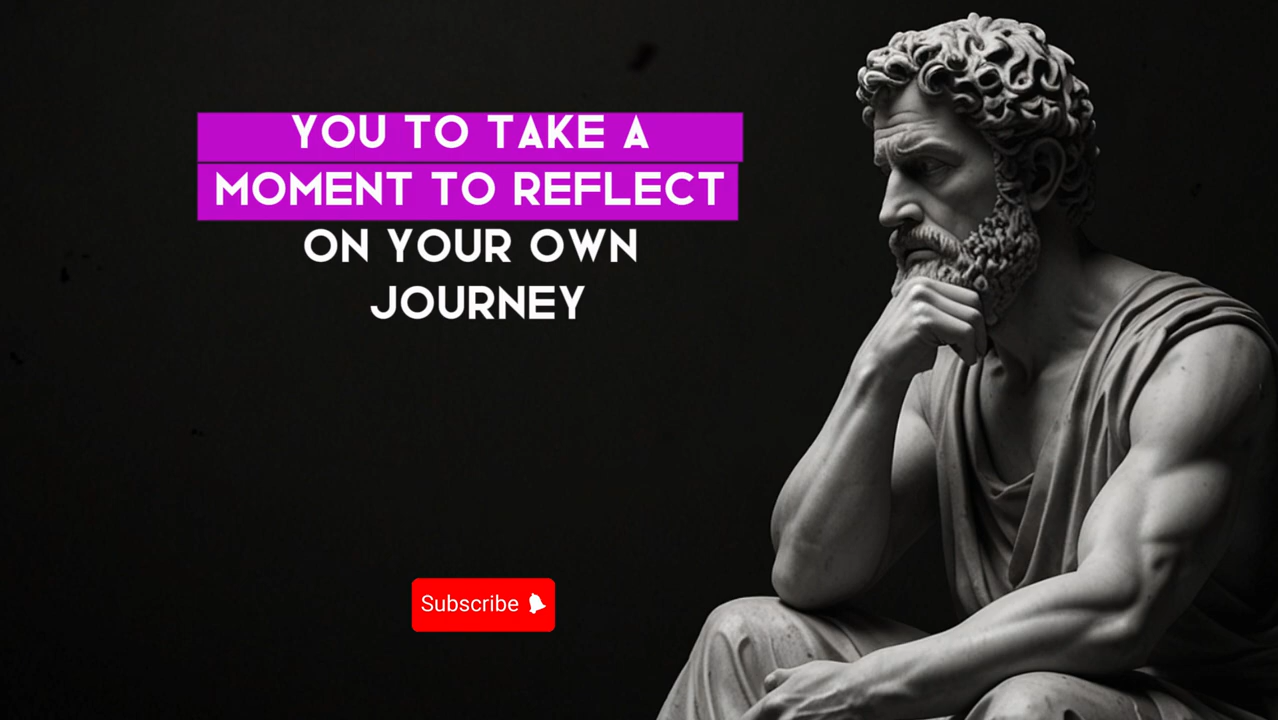 YOU TO TAKE A
MOMENT TO REFLECT
ON YOUR OWN
JOURNEY
Subscribe